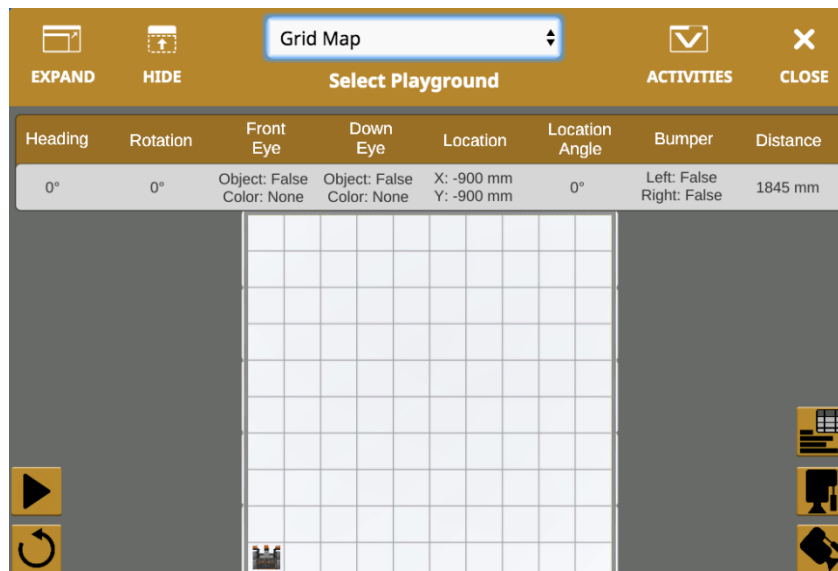 Grid Map
EXPAND
HIDE
Select Playground
ACTIVITIES
CLOSE
Heading
Rotation
Front
Eye
Down
Eye
Location
Location
Angle
Bumper
Distance
0°
0°
Object: False
Color: None
Object: False
Color: None
X: -900 mm
Y: -900 mm
0°
Left: False
Right: False
1845 mm